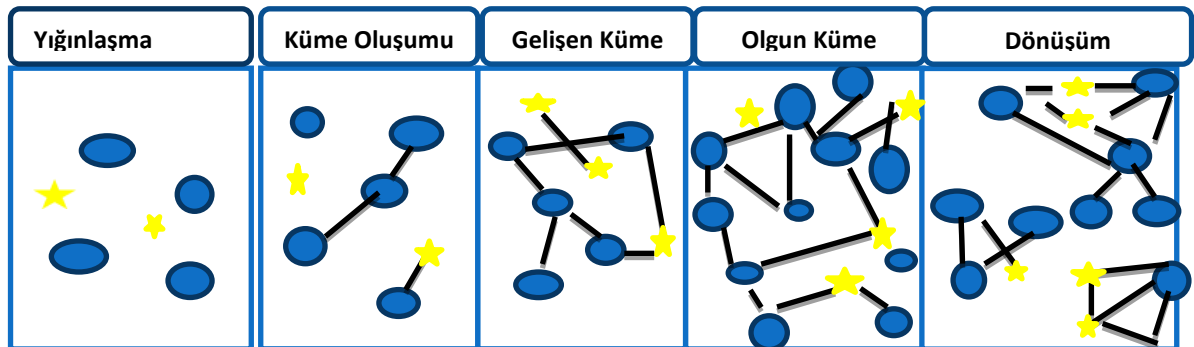 Yığınlaşma
Küme Oluşumu
Gelişen Küme
Olgun Küme
Dönüşüm